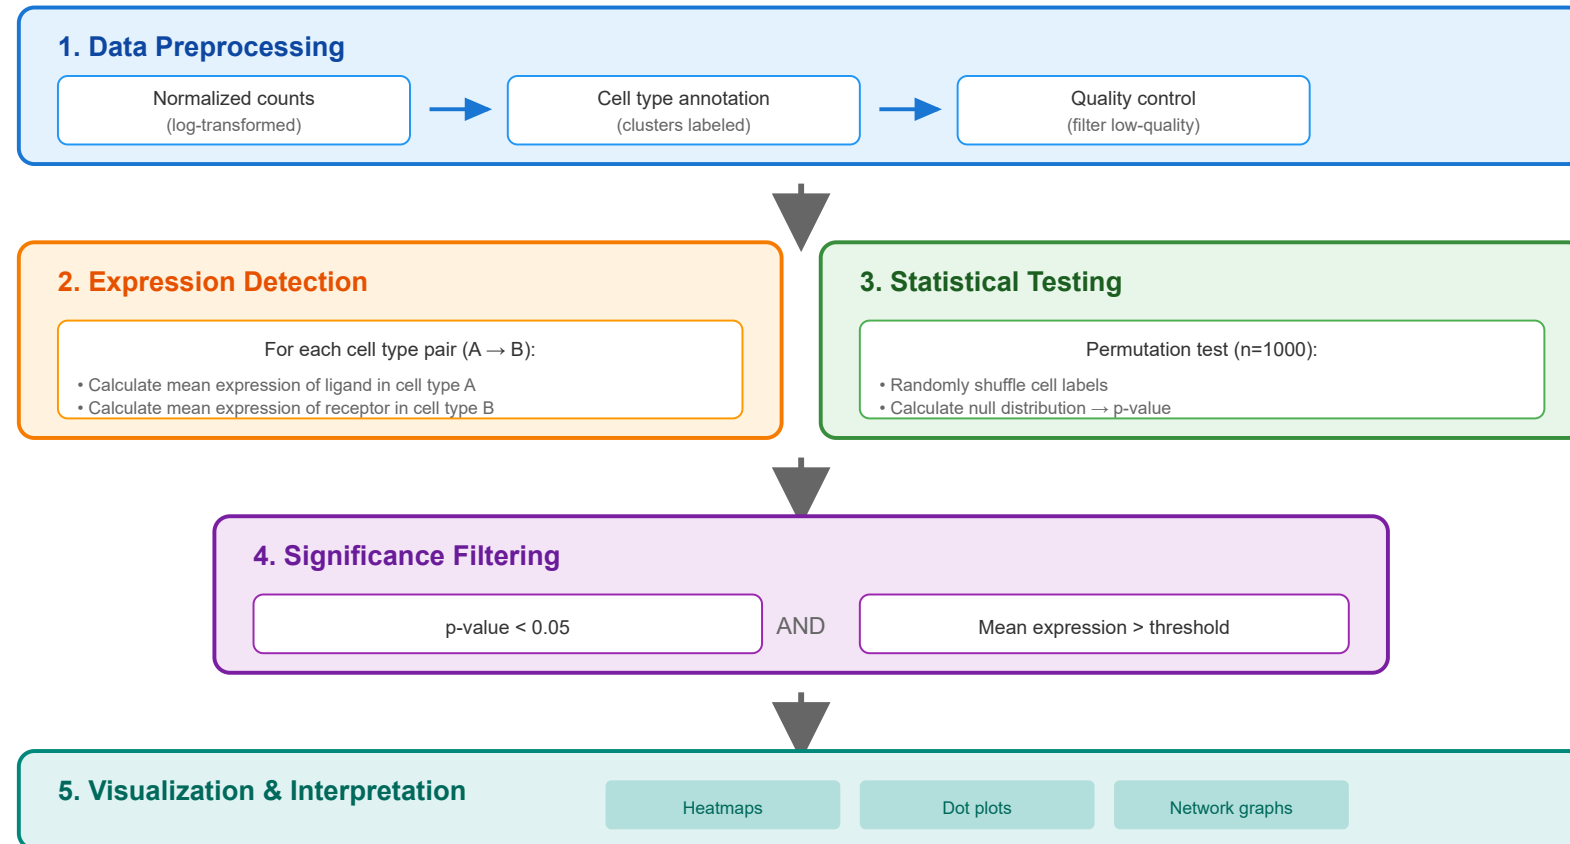 1. Data Preprocessing
Normalized counts
(log-transformed)
Cell type annotation
(clusters labeled)
Quality control
(filter low-quality)
2. Expression Detection
For each cell type pair (A → B):
• Calculate mean expression of ligand in cell type A
• Calculate mean expression of receptor in cell type B
3. Statistical Testing
Permutation test (n=1000):
• Randomly shuffle cell labels
• Calculate null distribution → p-value
4. Significance Filtering
p-value < 0.05
AND
Mean expression > threshold
5. Visualization & Interpretation
Heatmaps
Dot plots
Network graphs